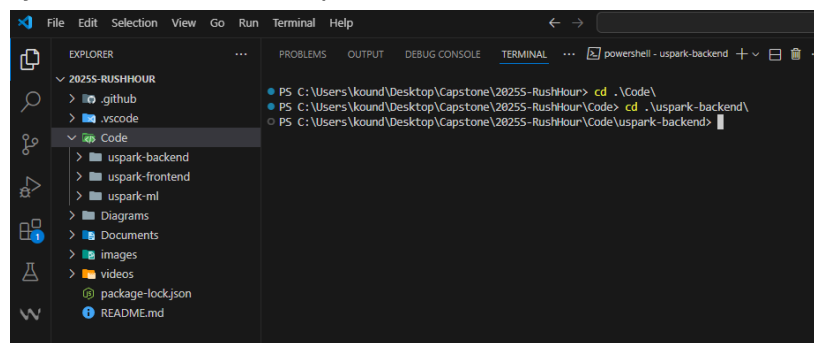 File Edit Selection View Go Run Terminal Help
EXPLORER
2025S-RUSHHOUR
.github
.vscode
Code
uspark-backend
uspark-frontend
uspark-ml
Diagrams
Documents
images
videos
package-lock.json
README.md
1
PROBLEMS OUTPUT DEBUG CONSOLE TERMINAL ... powershell - uspark-backend
PS C:\Users\kound\Desktop\Capstone\2025S-RushHour> cd .\Code\
PS C:\Users\kound\Desktop\Capstone\2025S-RushHour\Code> cd .\uspark-backend\
PS C:\Users\kound\Desktop\Capstone\2025S-RushHour\Code\uspark-backend>